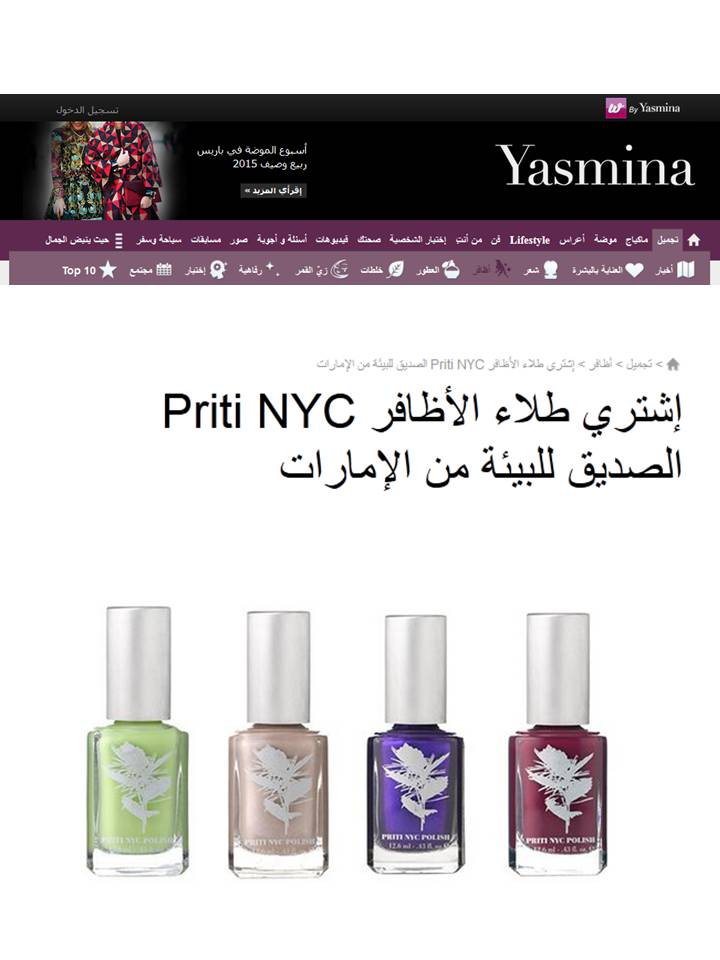 تسجيل الدخول
By Yasmina
أسبوع الموضة في باريس
ربيع وصيف 2015
إقرأي المزيد »
Yasmina
تجميل ماكياج موضة أعراس Lifestyle فن من أنتِ إختبار الشخصية صحتك فيديوهات أسئلة و أجوبة صور مسابقات سياحة وسفر حيث ينبض الجمال
أخبار العناية بالبشرة شعر أظافر العطور خلطات زيّ القمر إختبار رفاهية مجتمع Top 10
> تجميل > أظافر > إشتري طلاء الأظافر Priti NYC الصديق للبيئة من الإمارات
إشتري طلاء الأظافر Priti NYC
الصديق للبيئة من الإمارات
PRITI NYC POLISH
PRITI NYC POLISH
PRITI NYC POLISH
12.6 ml - .43 fl. oz
PRITI NYC POLISH
12.6 ml - .43 fl. oz